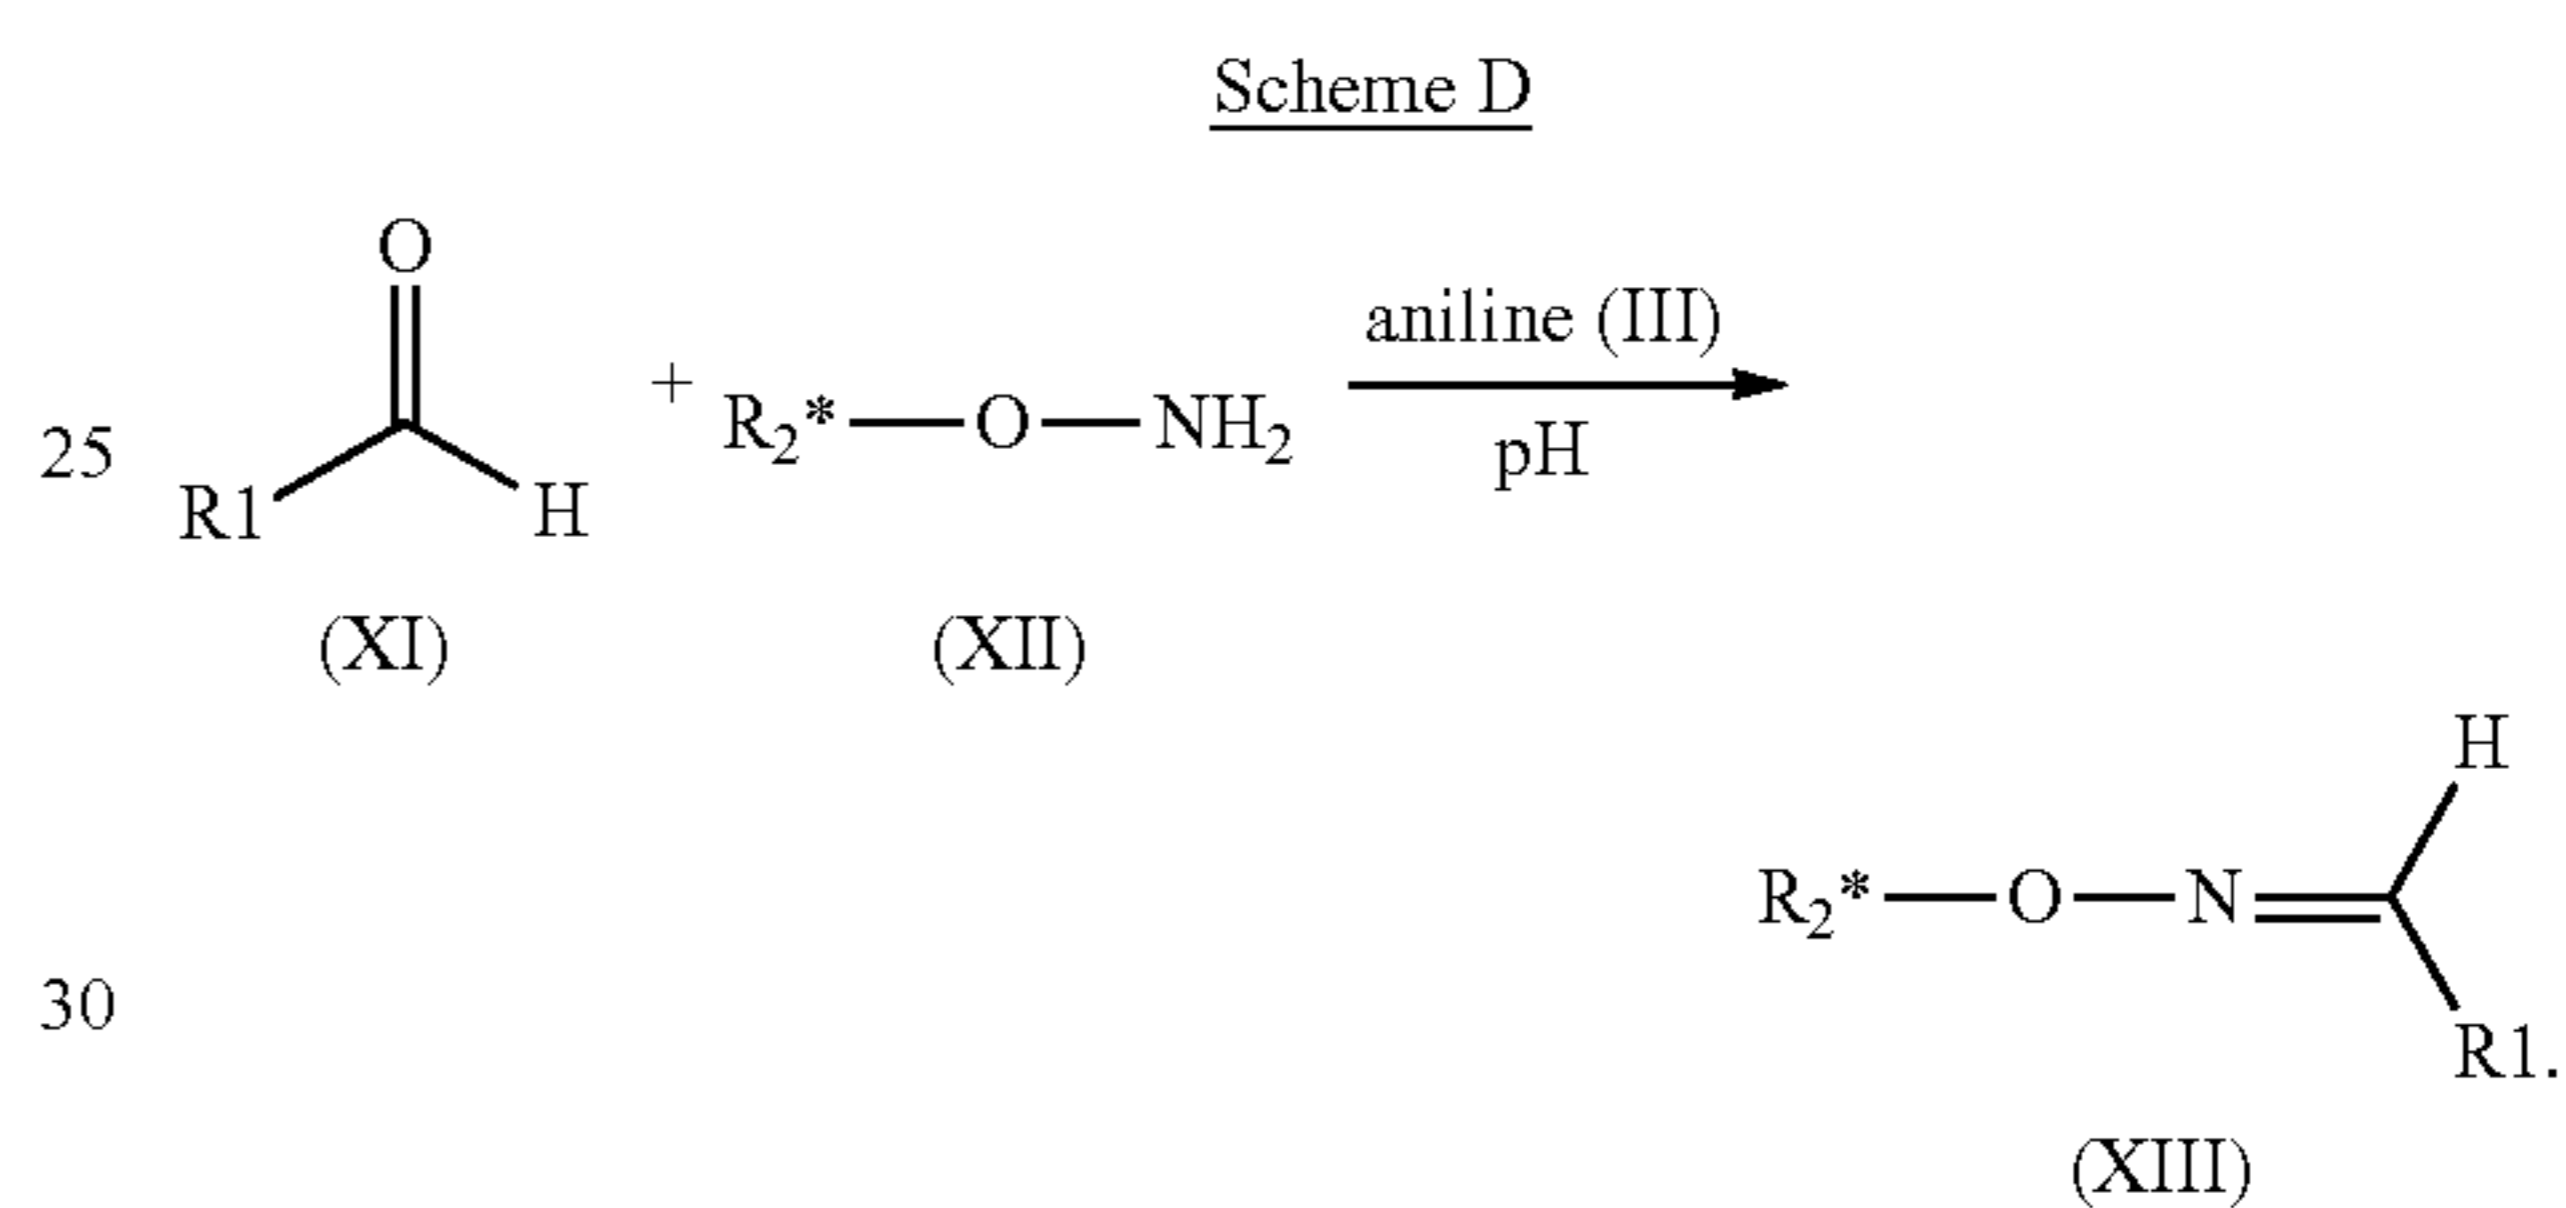 Scheme D
O
aniline (III)
25 R1 H + R₂* — O — NH₂ pH
(XI) (XII)
H
R₂* — O — N
30 R1.
(XIII)